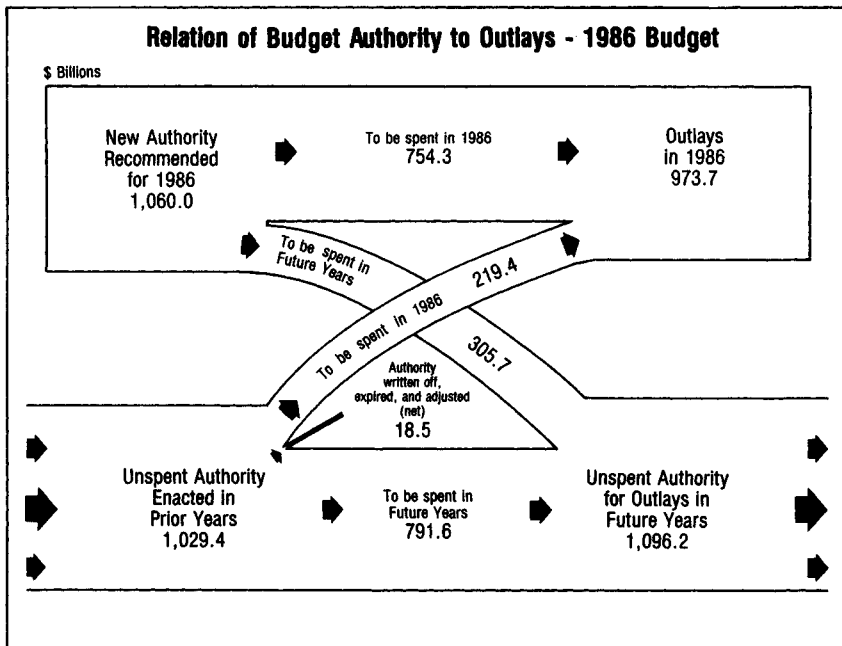 Relation of Budget Authority to Outlays - 1986 Budget
$ Billions
New Authority
Recommended
for 1986
1,060.0
To be spent in 1986
754.3
Outlays
in 1986
973.7
To be spent in
Future Years
305.7
To be spent in 1986 219.4
Authority
written off,
expired, and adjusted
(net)
18.5
Unspent Authority
Enacted in
Prior Years
1,029.4
To be spent in
Future Years
791.6
Unspent Authority
for Outlays in
Future Years
1,096.2